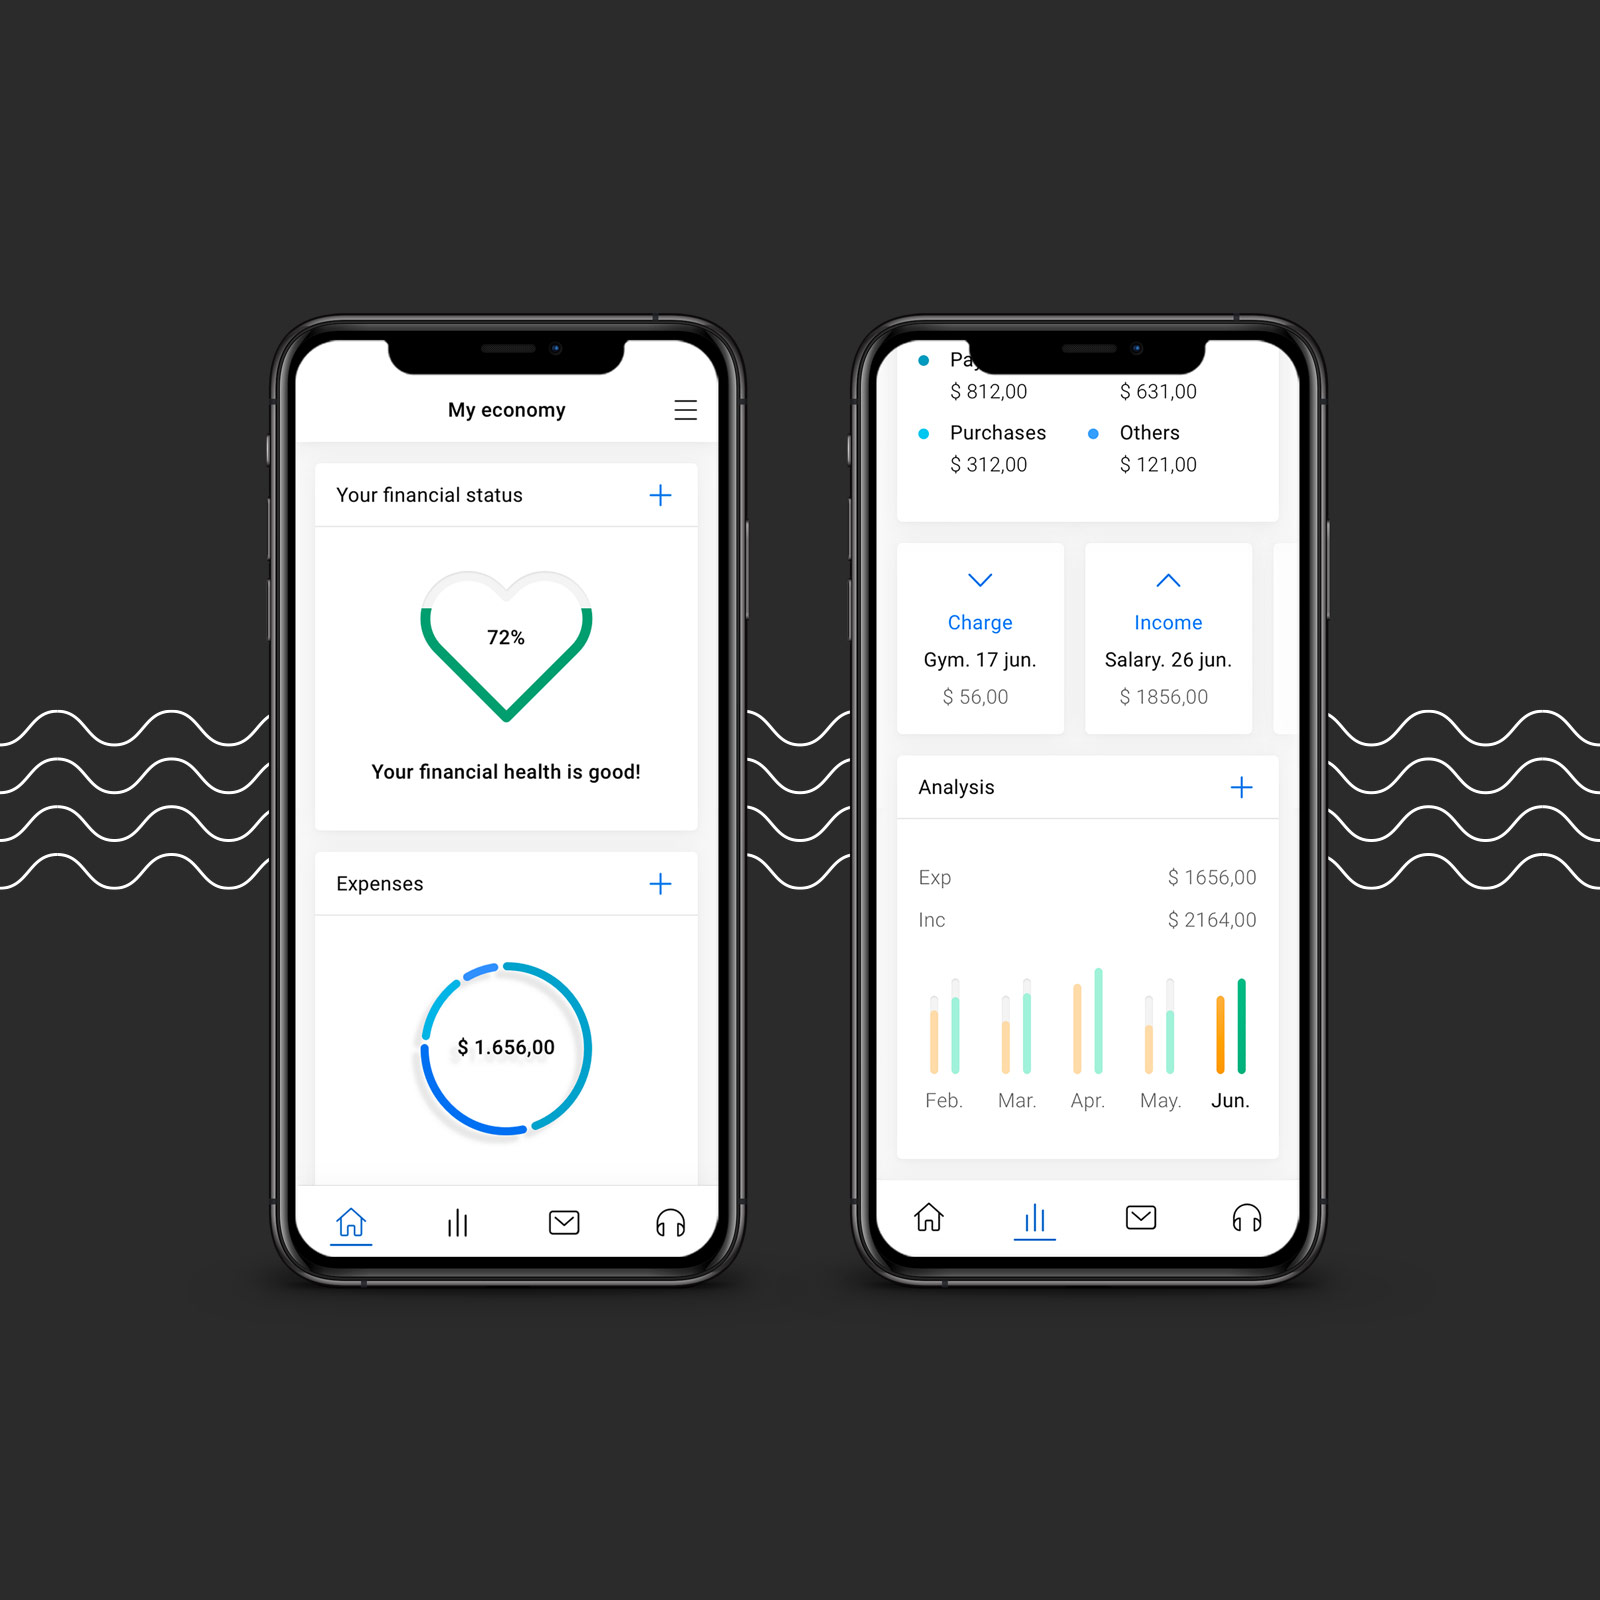 My economy
Your financial status
72%
Your financial health is good!
Expenses
$ 1.656,00
$ 812,00
$ 631,00
Purchases
Others
$ 312,00
$ 121,00
Charge
Gym. 17 jun.
$ 56,00
Income
Salary. 26 jun.
$ 1856,00
Analysis
Exp
$ 1656,00
Inc
$ 2164,00
Feb.
Mar.
Apr.
May.
Jun.